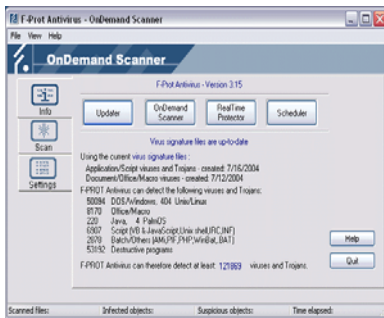 F-Prot Antivirus - OnDemand Scanner
File View Help
OnDemand Scanner
F-Prot Antivirus - Version 3.15
Info
Updater
OnDemand Scanner
RealTime Protector
Scheduler
Virus signature files are up-to-date
Scan
Using the current virus signature files :
Application/Script viruses and Trojans - created: 7/16/2004
Document/Office/Macro viruses - created: 7/12/2004
Settings
F-PROT Antivirus can detect the following viruses and Trojans:
50094 DOS/Windows, 404 Unix/Linux
8170 Office/Macro
220 Java, 4 PalmOS
6907 Script (VB & JavaScript,Unix shell,IRC,INF)
2878 Batch/Others (AMi,PIF,PHP,WinBat, BAT)
53192 Destructive programs
Help
F-PROT Antivirus can therefore detect at least: 121869 viruses and Trojans.
Quit
Scanned files: Infected objects: Suspicious objects: Time elapsed: